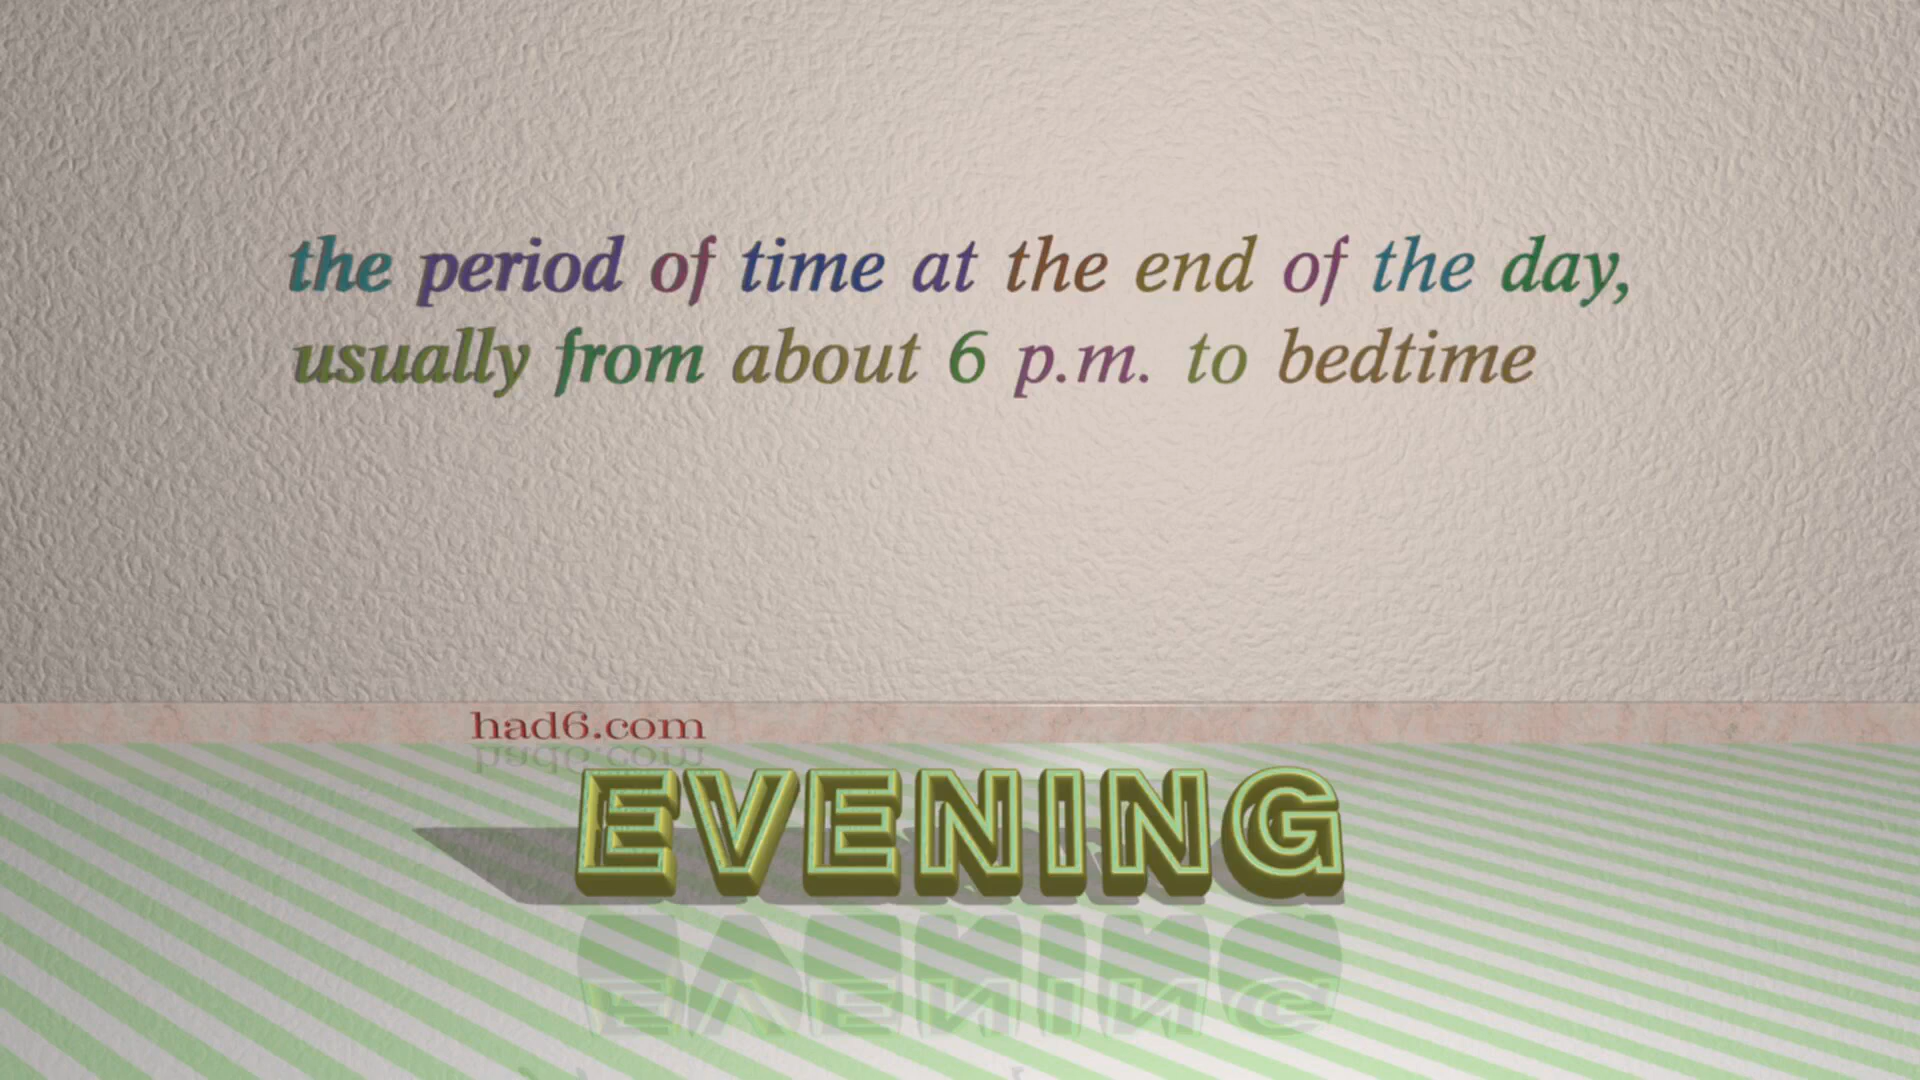 the period of time at the end of the day,
usually from about 6 p.m. to bedtime
had6.com
EVENING